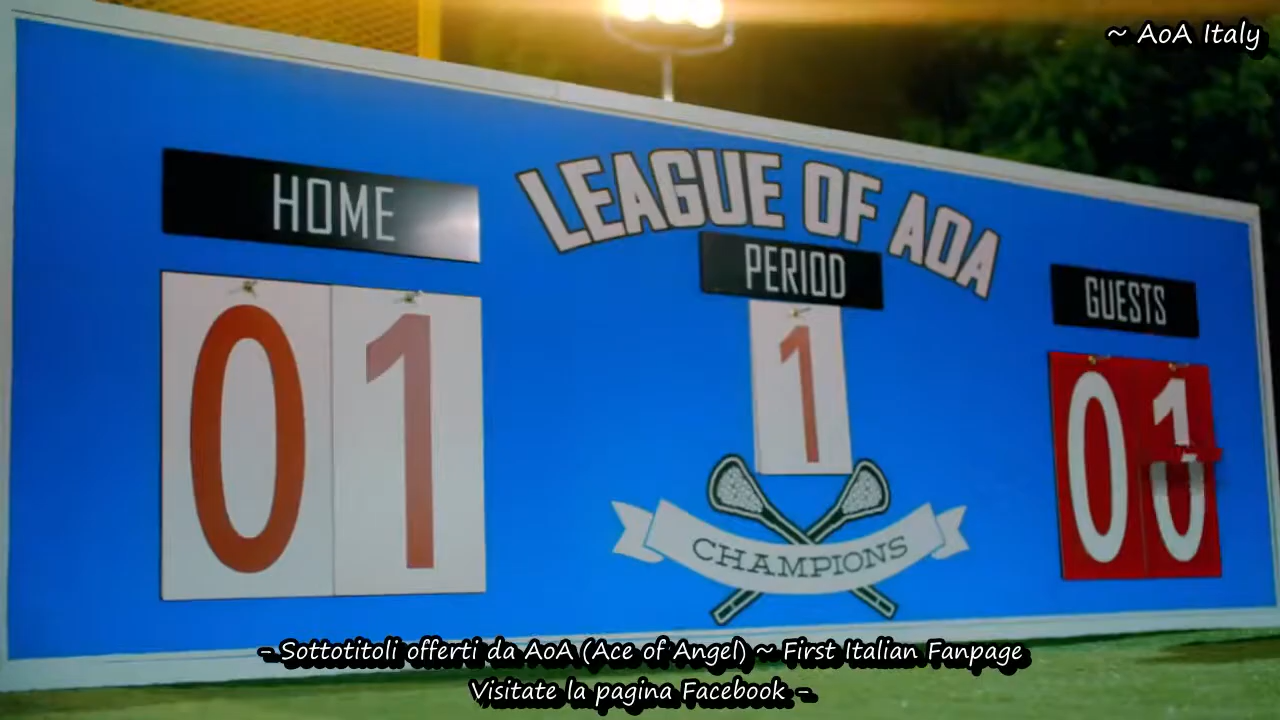 ~ AoA Italy
LEAGUE OF AOA
HOME
PERIOD
GUESTS
01
1
CHAMPIONS
- Sottotitoli offerti da AoA (Ace of Angel) ~ First Italian Fanpage
Visitate la pagina Facebook -